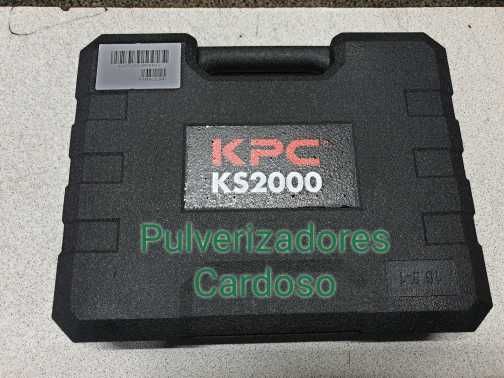 KPC
KS2000
Pulverizadores
Cardoso